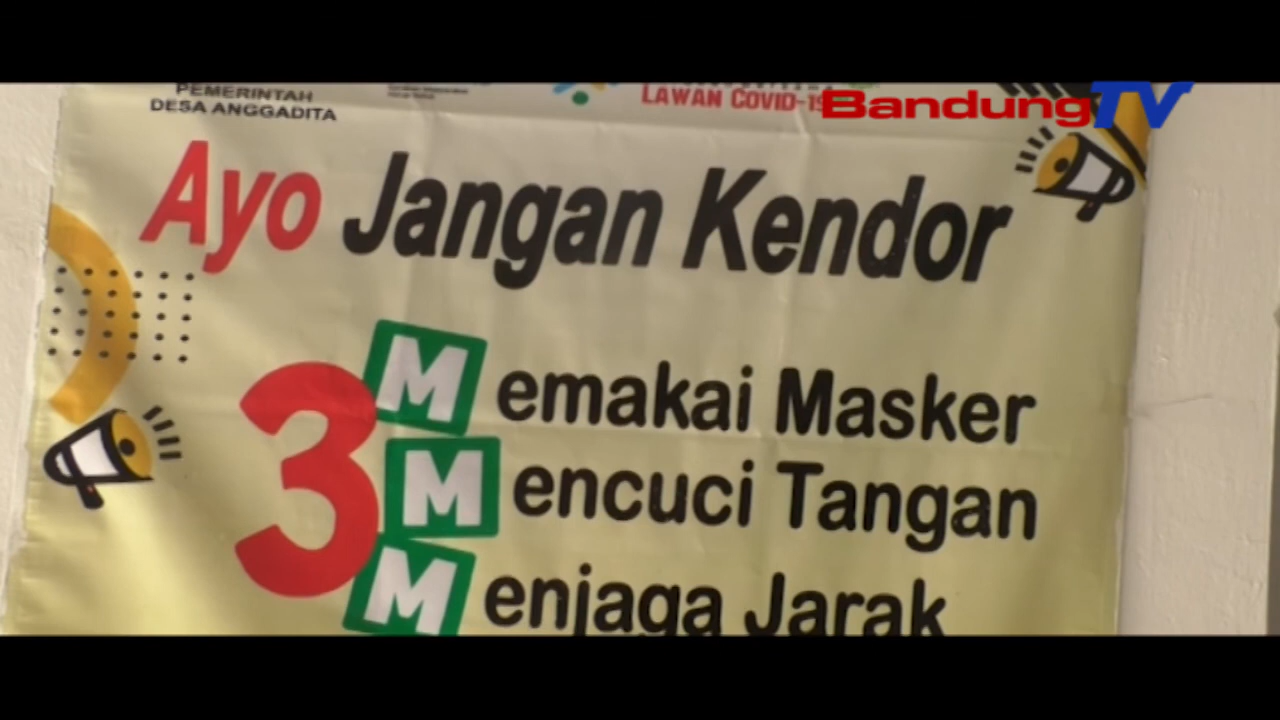 PEMERINTAH
DESA ANGGADITA
LAWAN COVID-19
BandungTV
Ayo Jangan Kendor
3 M emakai Masker
M encuci Tangan
M enjaga Jarak